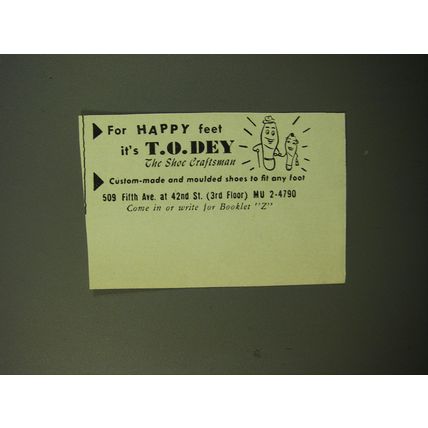 For HAPPY feet
it's T.O.DEY
The Shoe Craftsman
Custom-made and moulded shoes to fit any foot
509 Fifth Ave. at 42nd St. (3rd Floor) MU 2-4790
Come in or write for Booklet "Z"